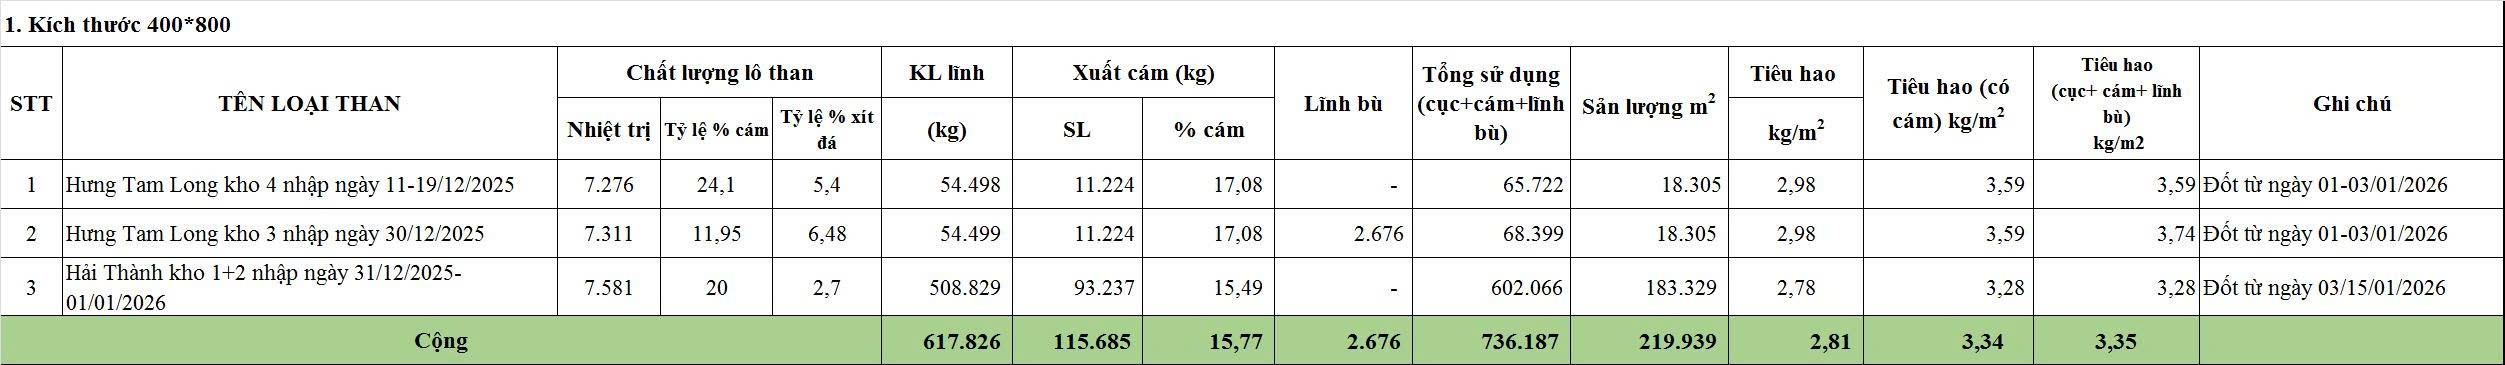 1. Kích thước 400*800
STT TÊN LOẠI THAN Chất lượng lô than KL lĩnh Xuất cám (kg) Lĩnh bù Tổng sử dụng (cục+cám+lĩnh bù) Sản lượng m² Tiêu hao Tiêu hao (có cám) kg/m² Tiêu hao (cục+ cám+ lĩnh bù) kg/m2 Ghi chú
Nhiệt trị Tỷ lệ % cám Tỷ lệ % xít đá (kg) SL % cám kg/m²
1 Hưng Tam Long kho 4 nhập ngày 11-19/12/2025 7.276 24,1 5,4 54.498 11.224 17,08 - 65.722 18.305 2,98 3,59 3,59 Đốt từ ngày 01-03/01/2026
2 Hưng Tam Long kho 3 nhập ngày 30/12/2025 7.311 11,95 6,48 54.499 11.224 17,08 2.676 68.399 18.305 2,98 3,59 3,74 Đốt từ ngày 01-03/01/2026
3 Hải Thành kho 1+2 nhập ngày 31/12/2025-01/01/2026 7.581 20 2,7 508.829 93.237 15,49 - 602.066 183.329 2,78 3,28 3,28 Đốt từ ngày 03/15/01/2026
Cộng 617.826 115.685 15,77 2.676 736.187 219.939 2,81 3,34 3,35